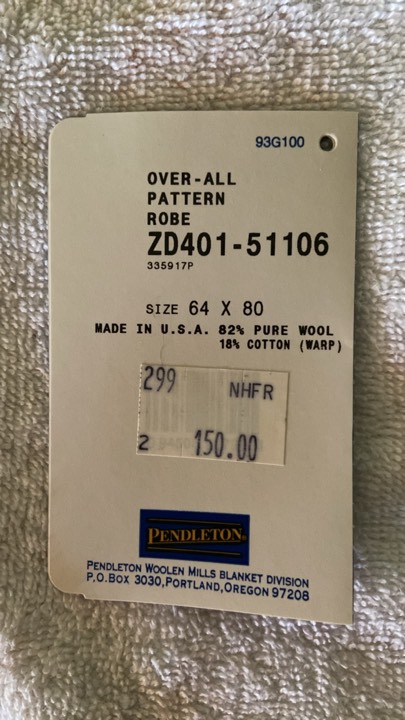 93G100
OVER-ALL
PATTERN
ROBE
ZD401-51106
335917P
SIZE 64 X 80
MADE IN U.S.A. 82% PURE WOOL
18% COTTON (WARP)
299 NHFR
2 150.00
PENDLETON®
PENDLETON WOOLEN MILLS BLANKET DIVISION
P.O.BOX 3030,PORTLAND,OREGON 97208